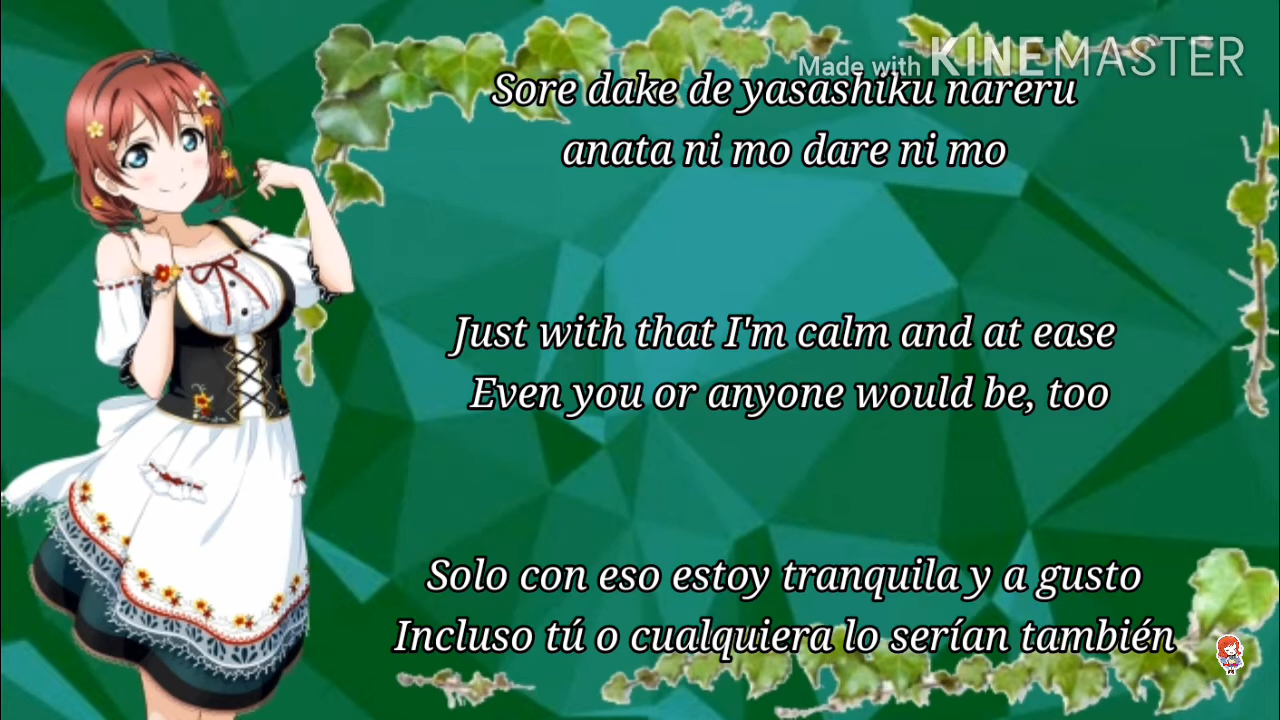 Made with KINEMASTER
Sore dake de yasashiku nareru
anata ni mo dare ni mo
Just with that I'm calm and at ease
Even you or anyone would be, too
Solo con eso estoy tranquila y a gusto
Incluso tú o cualquiera lo serían también